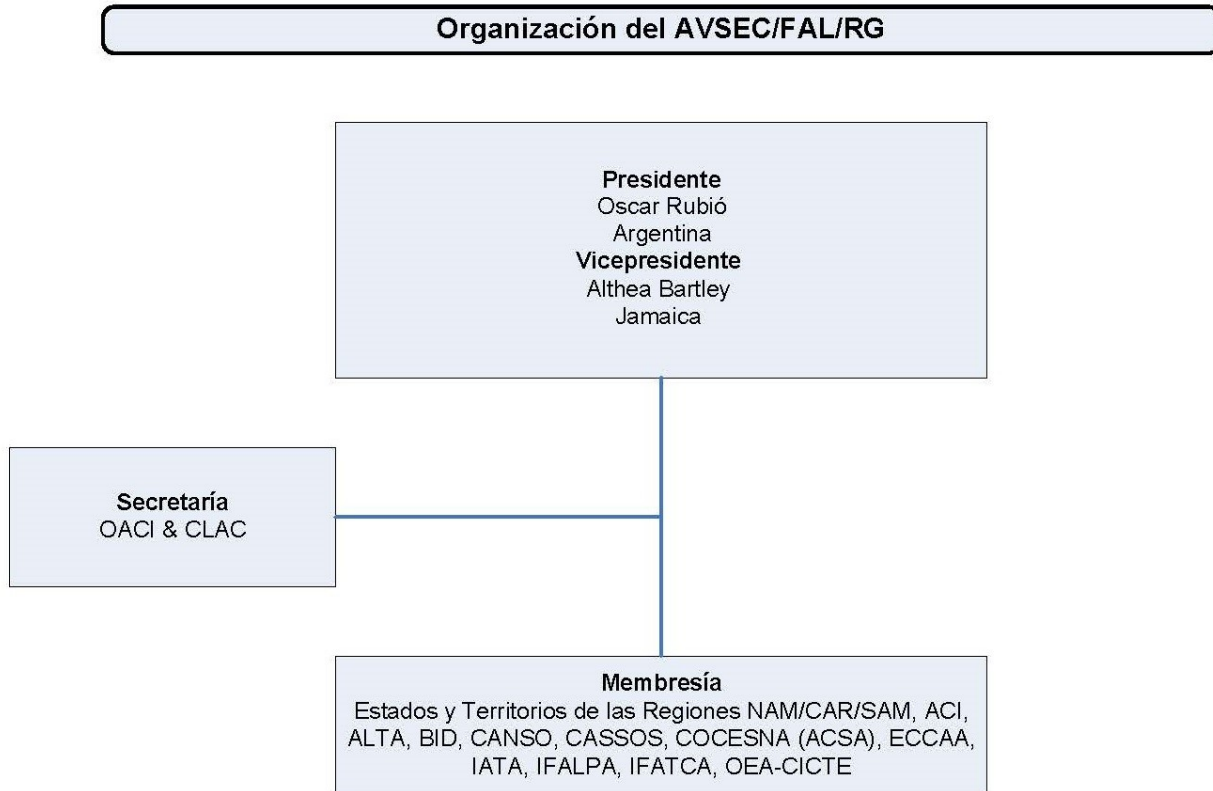 Organización del AVSEC/FAL/RG
Presidente
Oscar Rubió
Argentina
Vicepresidente
Althea Bartley
Jamaica
Secretaría
OACI & CLAC
Membresía
Estados y Territorios de las Regiones NAM/CAR/SAM, ACI,
ALTA, BID, CANSO, CASSOS, COCESNA (ACSA), ECCAA,
IATA, IFALPA, IFATCA, OEA-CICTE